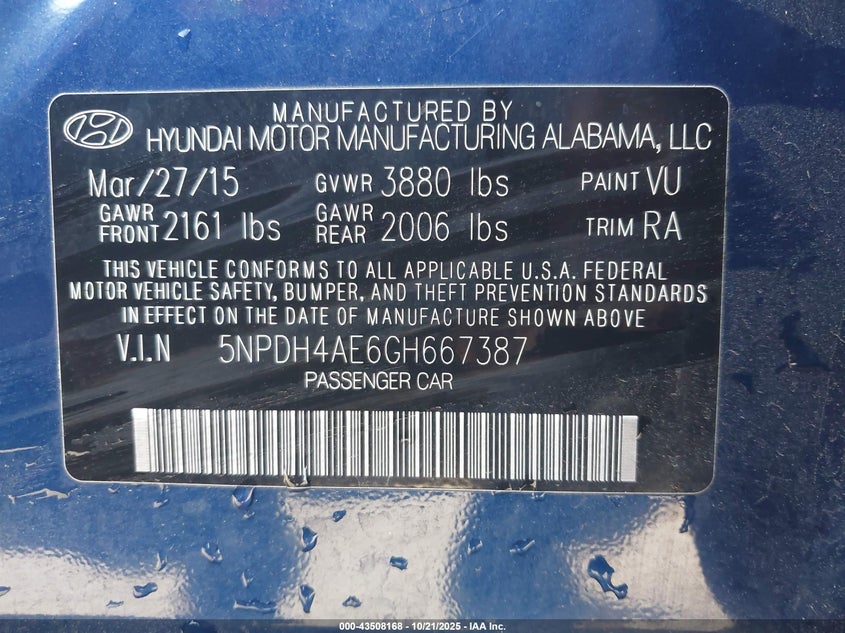 MANUFACTURED BY
HYUNDAI MOTOR MANUFACTURING ALABAMA, LLC
Mar/27/15 GVWR 3880 lbs PAINT VU
GAWR FRONT 2161 lbs GAWR REAR 2006 lbs TRIM RA
THIS VEHICLE CONFORMS TO ALL APPLICABLE U.S.A. FEDERAL
MOTOR VEHICLE SAFETY, BUMPER, AND THEFT PREVENTION STANDARDS
IN EFFECT ON THE DATE OF MANUFACTURE SHOWN ABOVE.
V.I.N 5NPDH4AE6GH667387
PASSENGER CAR
000-43508168 - 10/21/2025 - IAA Inc.